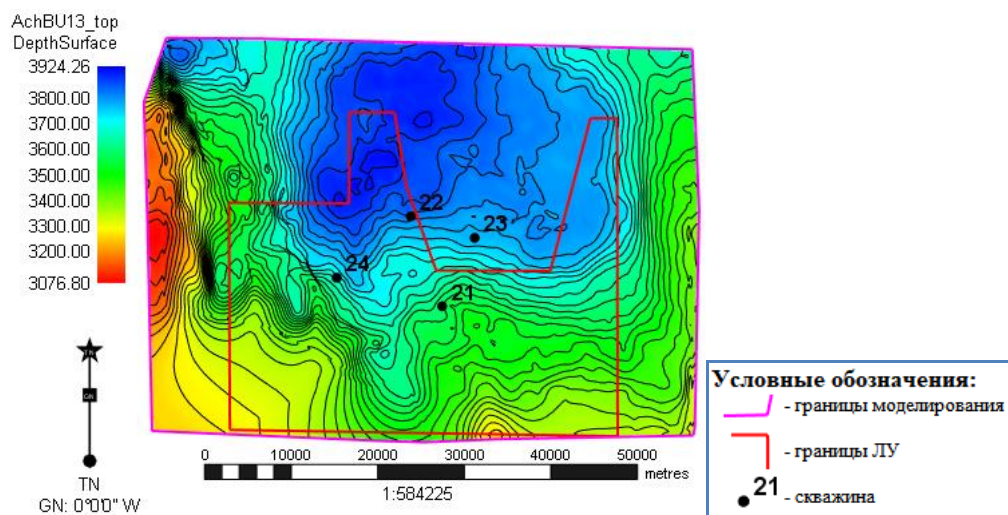 AchBU13_top
DepthSurface
3924.26
3800.00
3700.00
3600.00
3500.00
3400.00
3300.00
3200.00
3076.80
22
23
24
21
GN
TN
GN: 0°00'' W
0 10000 20000 30000 40000 50000
metres
1:584225
Условные обозначения:
- границы моделирования
- границы ЛУ
21 - скважина